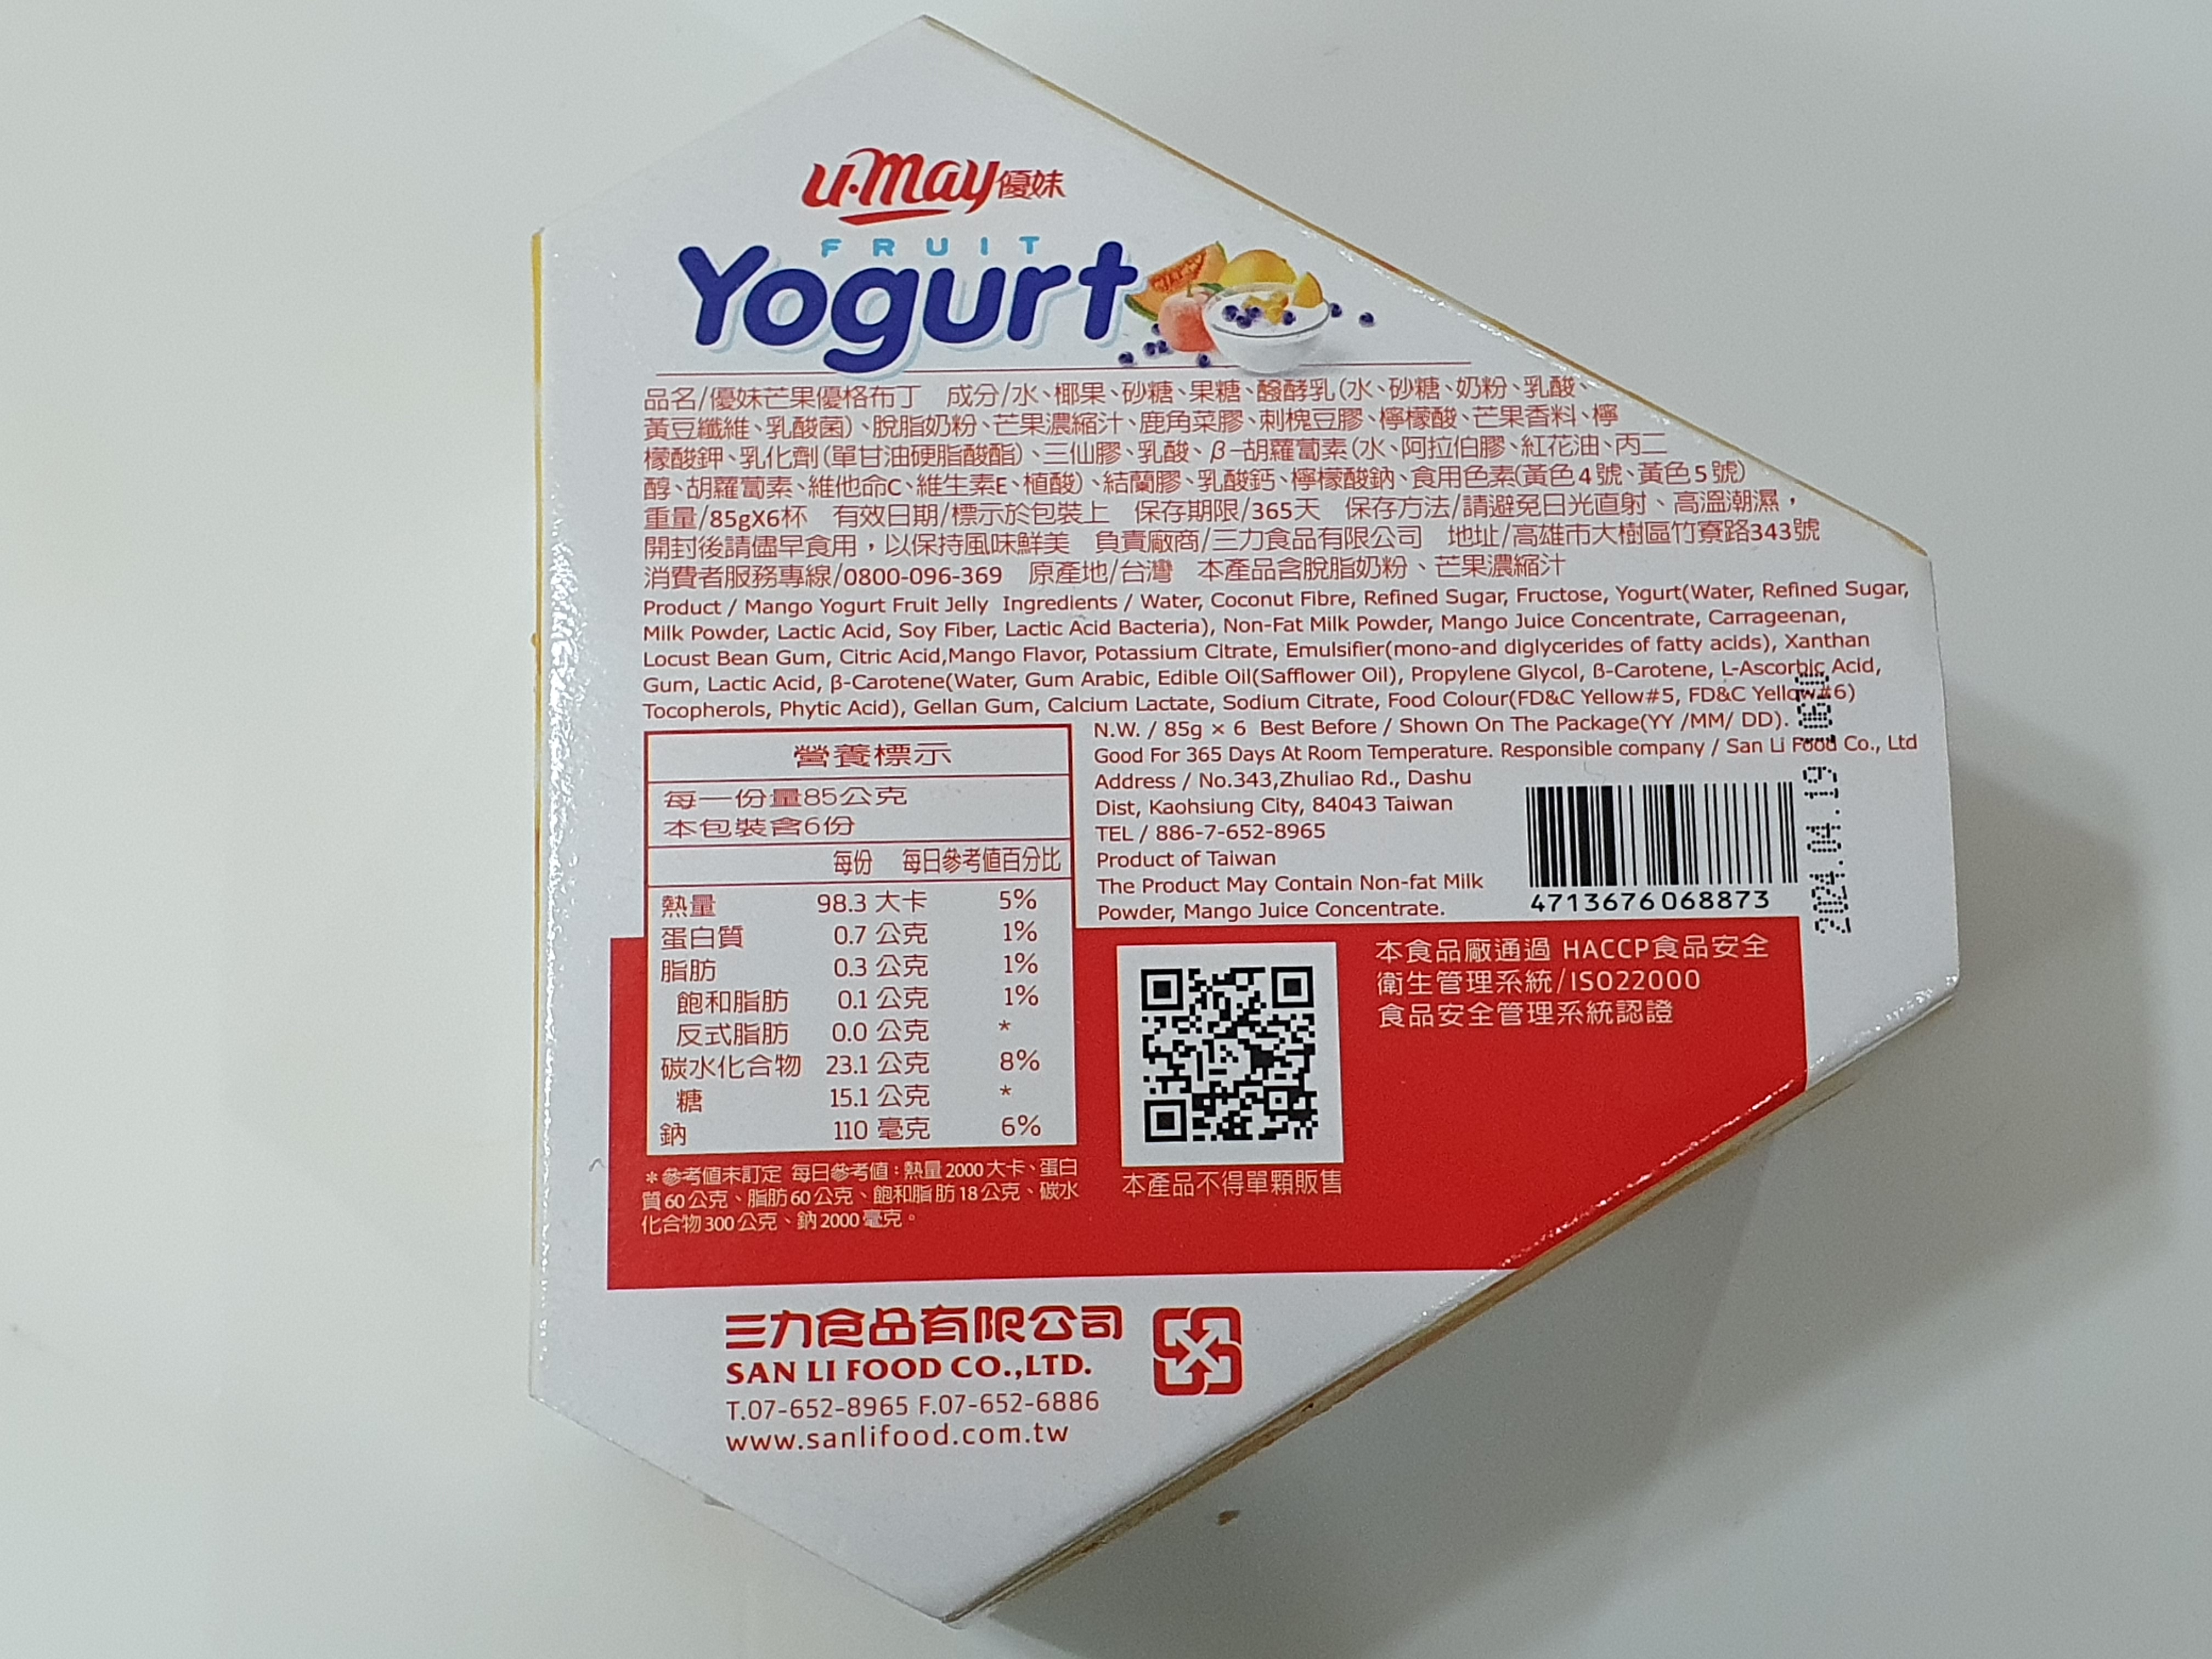 u·may優妹
FRUIT
Yogurt
品名/優妹芒果優格布丁 成分/水、椰果、砂糖、果糖、醱酵乳(水、砂糖、奶粉、乳酸、
黃豆纖維、乳酸菌)、脫脂奶粉、芒果濃縮汁、鹿角菜膠、刺槐豆膠、檸檬酸、芒果香料、檸
檬酸鉀、乳化劑(單甘油硬脂酸酯)、三仙膠、乳酸、β-胡蘿蔔素(水、阿拉伯膠、紅花油、丙二
醇、胡蘿蔔素、維他命C、維生素E、植酸)、結蘭膠、乳酸鈣、檸檬酸鈉、食用色素(黃色4號、黃色5號)
重量/85gX6杯 有效日期/標示於包裝上 保存期限/365天 保存方法/請避免日光直射、高溫潮濕，
開封後請儘早食用，以保持風味鮮美 負責廠商/三力食品有限公司 地址/高雄市大樹區竹寮路343號
消費者服務專線/0800-096-369 原產地/台灣 本產品含脫脂奶粉、芒果濃縮汁
Product / Mango Yogurt Fruit Jelly Ingredients / Water, Coconut Fibre, Refined Sugar, Fructose, Yogurt(Water, Refined Sugar,
Milk Powder, Lactic Acid, Soy Fiber, Lactic Acid Bacteria), Non-Fat Milk Powder, Mango Juice Concentrate, Carrageenan,
Locust Bean Gum, Citric Acid,Mango Flavor, Potassium Citrate, Emulsifier(mono-and diglycerides of fatty acids), Xanthan
Gum, Lactic Acid, β-Carotene(Water, Gum Arabic, Edible Oil(Safflower Oil), Propylene Glycol, ß-Carotene, L-Ascorbic Acid,
Tocopherols, Phytic Acid), Gellan Gum, Calcium Lactate, Sodium Citrate, Food Colour(FD&C Yellow#5, FD&C Yellow#6)
N.W. / 85g × 6 Best Before / Shown On The Package(YY /MM/ DD).
Good For 365 Days At Room Temperature. Responsible company / San Li Food Co., Ltd
Address / No.343,Zhuliao Rd., Dashu
Dist, Kaohsiung City, 84043 Taiwan
TEL / 886-7-652-8965
Product of Taiwan
The Product May Contain Non-fat Milk
Powder, Mango Juice Concentrate.
4713676068873
2024.04.19
營養標示
每一份量85公克
本包裝含6份
每份 每日參考值百分比
熱量 98.3 大卡 5%
蛋白質 0.7 公克 1%
脂肪 0.3 公克 1%
飽和脂肪 0.1 公克 1%
反式脂肪 0.0 公克 *
碳水化合物 23.1 公克 8%
糖 15.1 公克 *
鈉 110 毫克 6%
*參考值未訂定 每日參考值：熱量2000大卡、蛋白
質60公克、脂肪60公克、飽和脂肪18公克、碳水
化合物300公克、鈉2000毫克。
本食品廠通過 HACCP食品安全
衛生管理系統/ISO22000
食品安全管理系統認證
本產品不得單顆販售
三力食品有限公司
SAN LI FOOD CO.,LTD.
T.07-652-8965 F.07-652-6886
www.sanlifood.com.tw